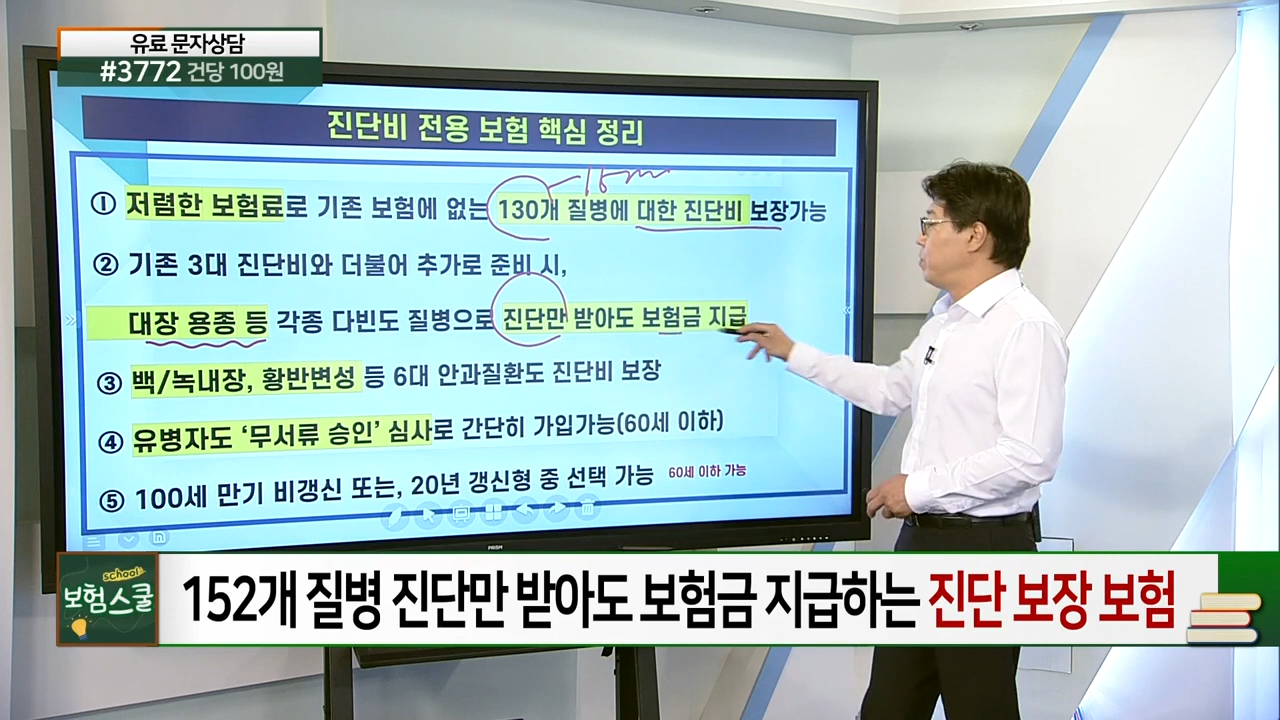 유료 문자상담
#3772 건당 100원
진단비 전용 보험 핵심 정리
① 저렴한 보험료로 기존 보험에 없는 130개 질병에 대한 진단비 보장가능
② 기존 3대 진단비와 더불어 추가로 준비 시,
대장 용종 등 각종 다빈도 질병으로 진단만 받아도 보험금 지급
③ 백/녹내장, 황반변성 등 6대 안과질환도 진단비 보장
④ 유병자도 ‘무서류 승인’ 심사로 간단히 가입가능(60세 이하)
⑤ 100세 만기 비갱신 또는, 20년 갱신형 중 선택 가능 60세 이하 가능
PRISM
school
보험스쿨
152개 질병 진단만 받아도 보험금 지급하는 진단 보장 보험